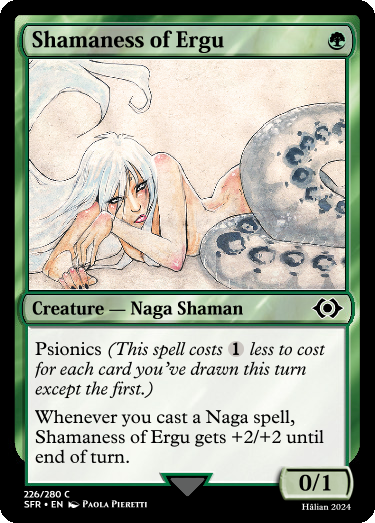 Shamaness of Ergu
Creature — Naga Shaman
Psionics (This spell costs 1 less to cost
for each card you've drawn this turn
except the first.)
Whenever you cast a Naga spell,
Shamaness of Ergu gets +2/+2 until
end of turn.
0/1
226/280 C
SFR • EN Paola Pieretti
Hālian 2024